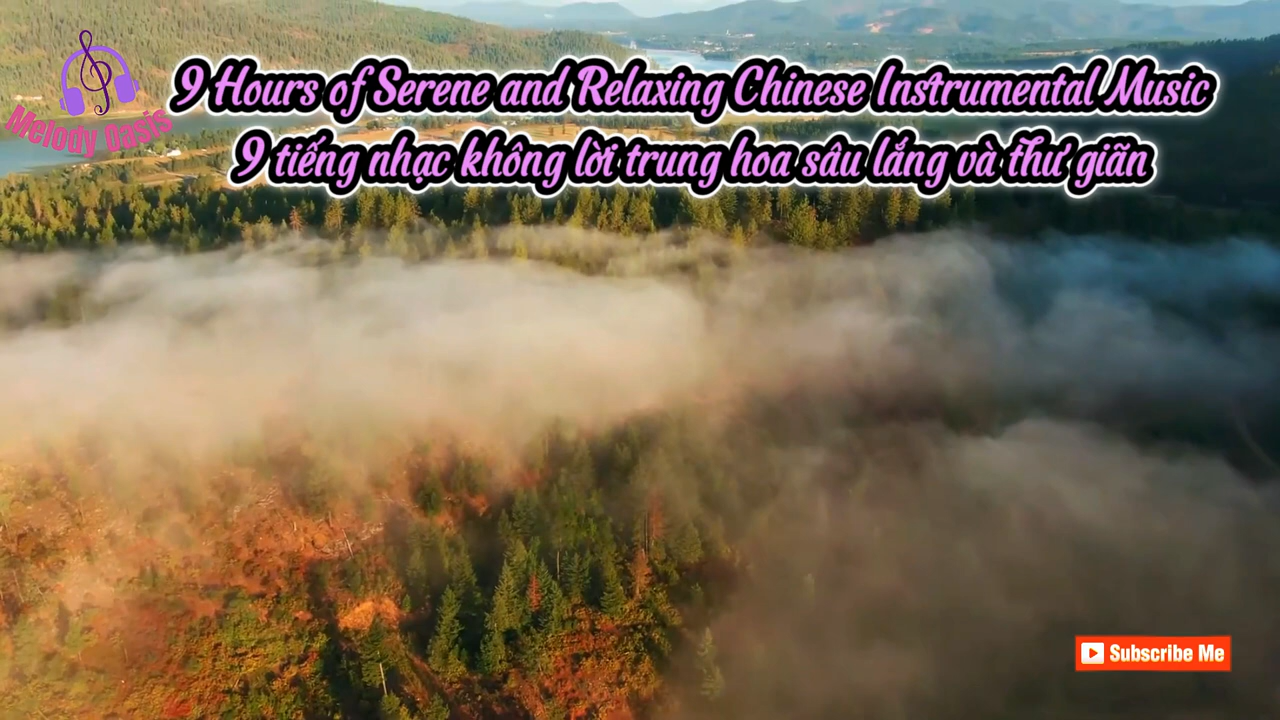 9 Hours of Serene and Relaxing Chinese Instrumental Music
9 tiếng nhạc không lời trung hoa sâu lắng và thư giãn
Melody Oasis
Subscribe Me